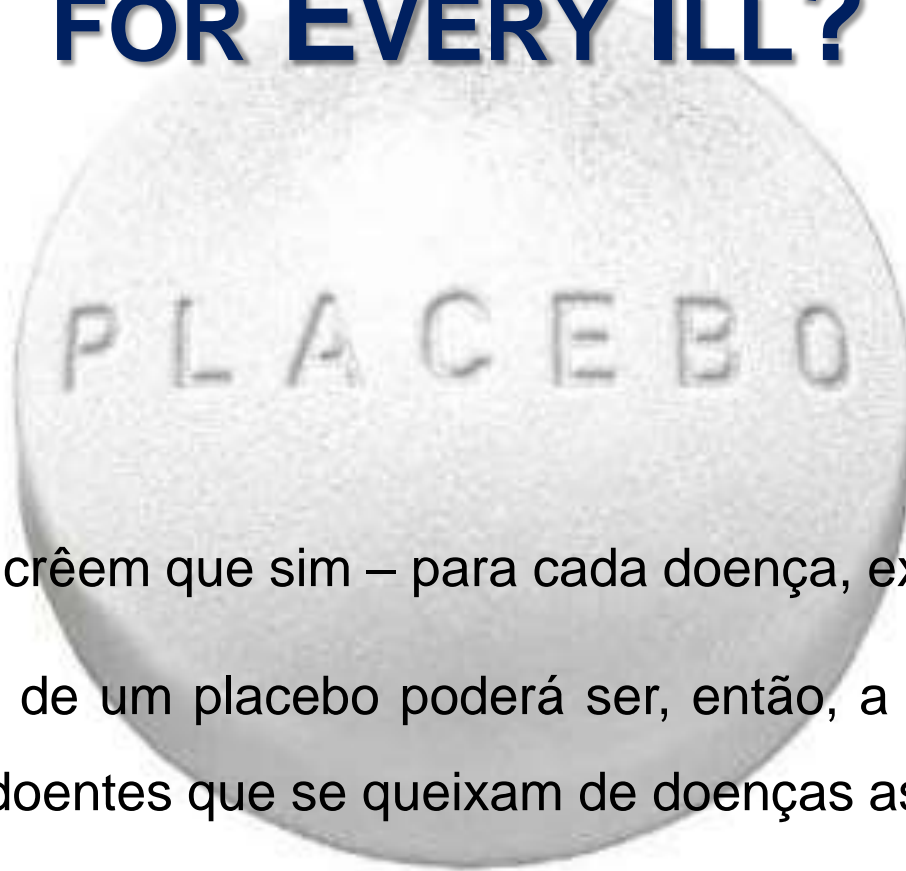 FOR EVERY ILL?
PLACEBO
crêem que sim – para cada doença, ex
de um placebo poderá ser, então, a
doentes que se queixam de doenças as